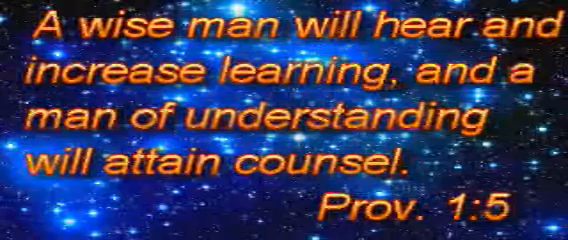 A wise man will hear and
increase learning, and a
man of understanding
will attain counsel.
Prov. 1:5